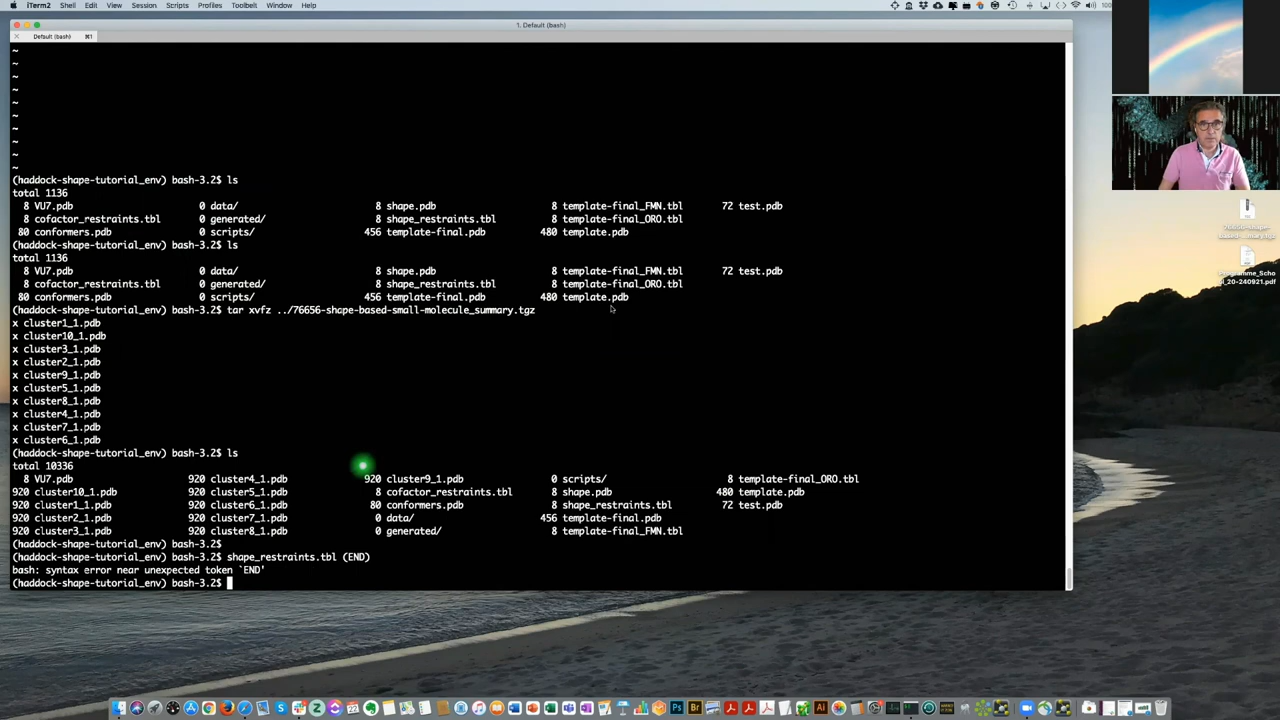 iTerm2 Shell Edit View Session Scripts Profiles Toolbelt Window Help
1. Default (bash)
Default (bash) ⌘1
~
~
~
~
~
~
~
~
~
~
(haddock-shape-tutorial_env) bash-3.2$ ls
total 1136
8 VU7.pdb 0 data/ 8 shape.pdb 8 template-final_FMN.tbl 72 test.pdb
8 cofactor_restraints.tbl 0 generated/ 8 shape_restraints.tbl 8 template-final_ORO.tbl
80 conformers.pdb 0 scripts/ 456 template-final.pdb 480 template.pdb
(haddock-shape-tutorial_env) bash-3.2$ ls
total 1136
8 VU7.pdb 0 data/ 8 shape.pdb 8 template-final_FMN.tbl 72 test.pdb
8 cofactor_restraints.tbl 0 generated/ 8 shape_restraints.tbl 8 template-final_ORO.tbl
80 conformers.pdb 0 scripts/ 456 template-final.pdb 480 template.pdb
(haddock-shape-tutorial_env) bash-3.2$ tar xvfz ../76656-shape-based-small-molecule_summary.tgz
x cluster1_1.pdb
x cluster10_1.pdb
x cluster3_1.pdb
x cluster2_1.pdb
x cluster9_1.pdb
x cluster5_1.pdb
x cluster8_1.pdb
x cluster4_1.pdb
x cluster7_1.pdb
x cluster6_1.pdb
(haddock-shape-tutorial_env) bash-3.2$ ls
total 10336
8 VU7.pdb 920 cluster4_1.pdb 920 cluster9_1.pdb 0 scripts/ 8 template-final_ORO.tbl
920 cluster10_1.pdb 920 cluster5_1.pdb 8 cofactor_restraints.tbl 8 shape.pdb 480 template.pdb
920 cluster1_1.pdb 920 cluster6_1.pdb 80 conformers.pdb 8 shape_restraints.tbl 72 test.pdb
920 cluster2_1.pdb 920 cluster7_1.pdb 0 data/ 456 template-final.pdb
920 cluster3_1.pdb 920 cluster8_1.pdb 0 generated/ 8 template-final_FMN.tbl
(haddock-shape-tutorial_env) bash-3.2$
(haddock-shape-tutorial_env) bash-3.2$ shape_restraints.tbl (END)
bash: syntax error near unexpected token `END'
(haddock-shape-tutorial_env) bash-3.2$